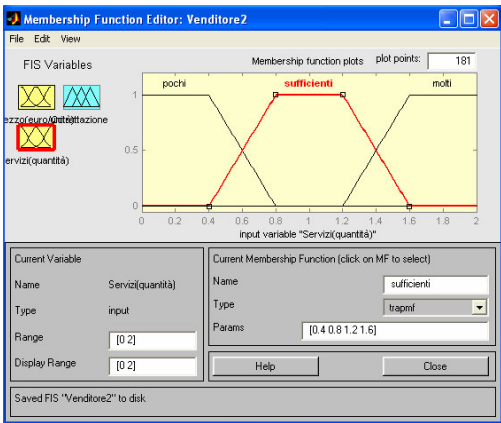 Membership Function Editor: Venditore2
File Edit View
FIS Variables
Membership function plots
plot points:
181
pochi
sufficienti
molti
1
0.5
0
0 0.2 0.4 0.6 0.8 1 1.2 1.4 1.6 1.8 2
input variable "Servizi(quantità)"
ervizi(quantità)
Current Variable
Name Servizi(quantità)
Type input
Range [0 2]
Display Range [0 2]
Current Membership Function (click on MF to select)
Name sufficienti
Type trapmf
Params [0.4 0.8 1.2 1.6]
Help Close
Saved FIS "Venditore2" to disk